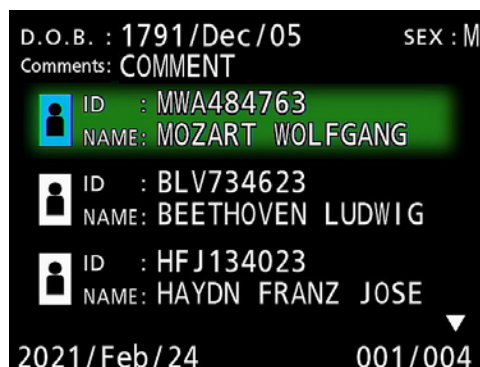 D.O.B. : 1791/Dec/05 SEX : M
Comments: COMMENT
ID : MWA484763
NAME: MOZART WOLFGANG
ID : BLV734623
NAME: BEETHOVEN LUDWIG
ID : HFJ134023
NAME: HAYDN FRANZ JOSE
2021/Feb/24 001/004